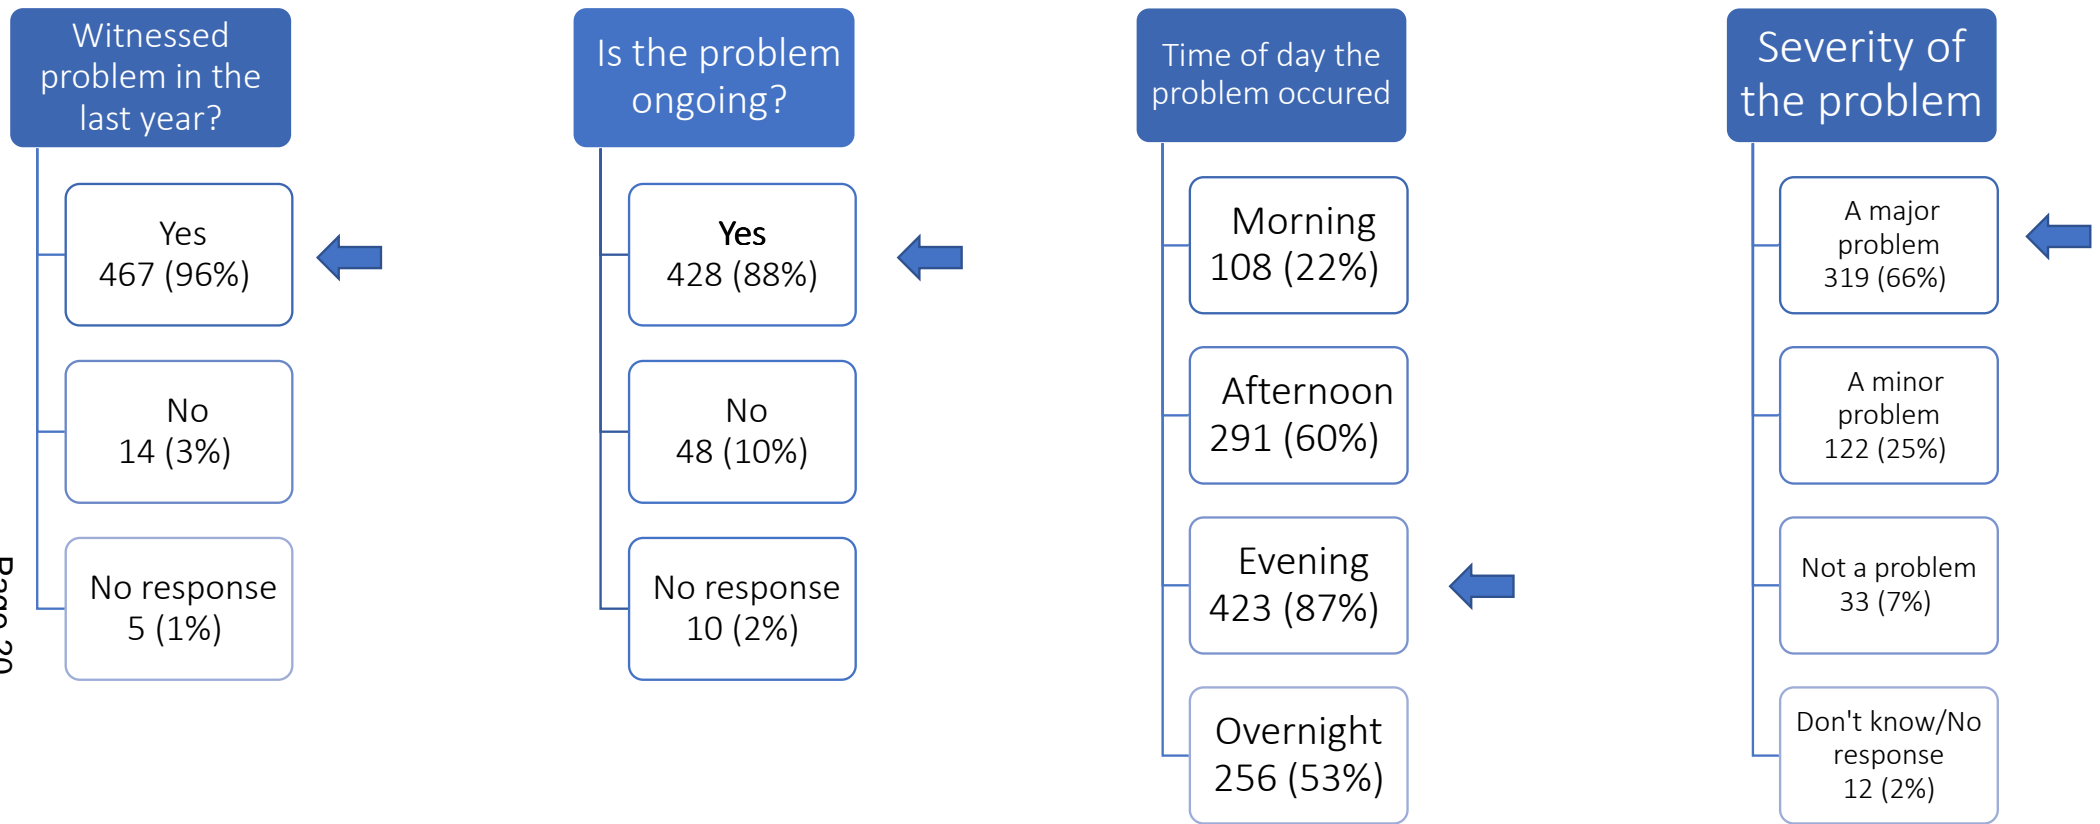 Witnessed
problem in the
last year?
Yes
467 (96%)
No
14 (3%)
No response
5 (1%)
Is the problem
ongoing?
Yes
428 (88%)
No
48 (10%)
No response
10 (2%)
Time of day the
problem occured
Morning
108 (22%)
Afternoon
291 (60%)
Evening
423 (87%)
Overnight
256 (53%)
Severity of
the problem
A major
problem
319 (66%)
A minor
problem
122 (25%)
Not a problem
33 (7%)
Don't know/No
response
12 (2%)
Page 20